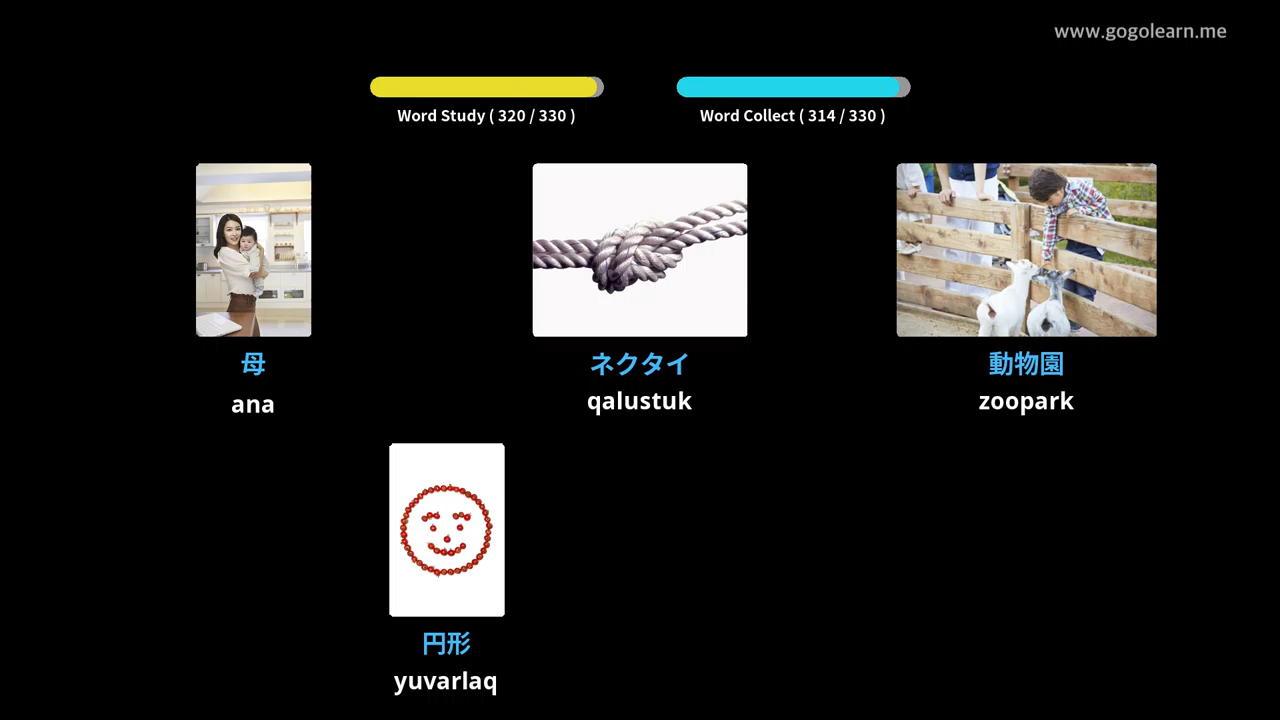 www.gogolearn.me
Word Study ( 320 / 330 )
Word Collect ( 314 / 330 )
母
ana
ネクタイ
qalustuk
動物園
zoopark
円形
yuvarlaq